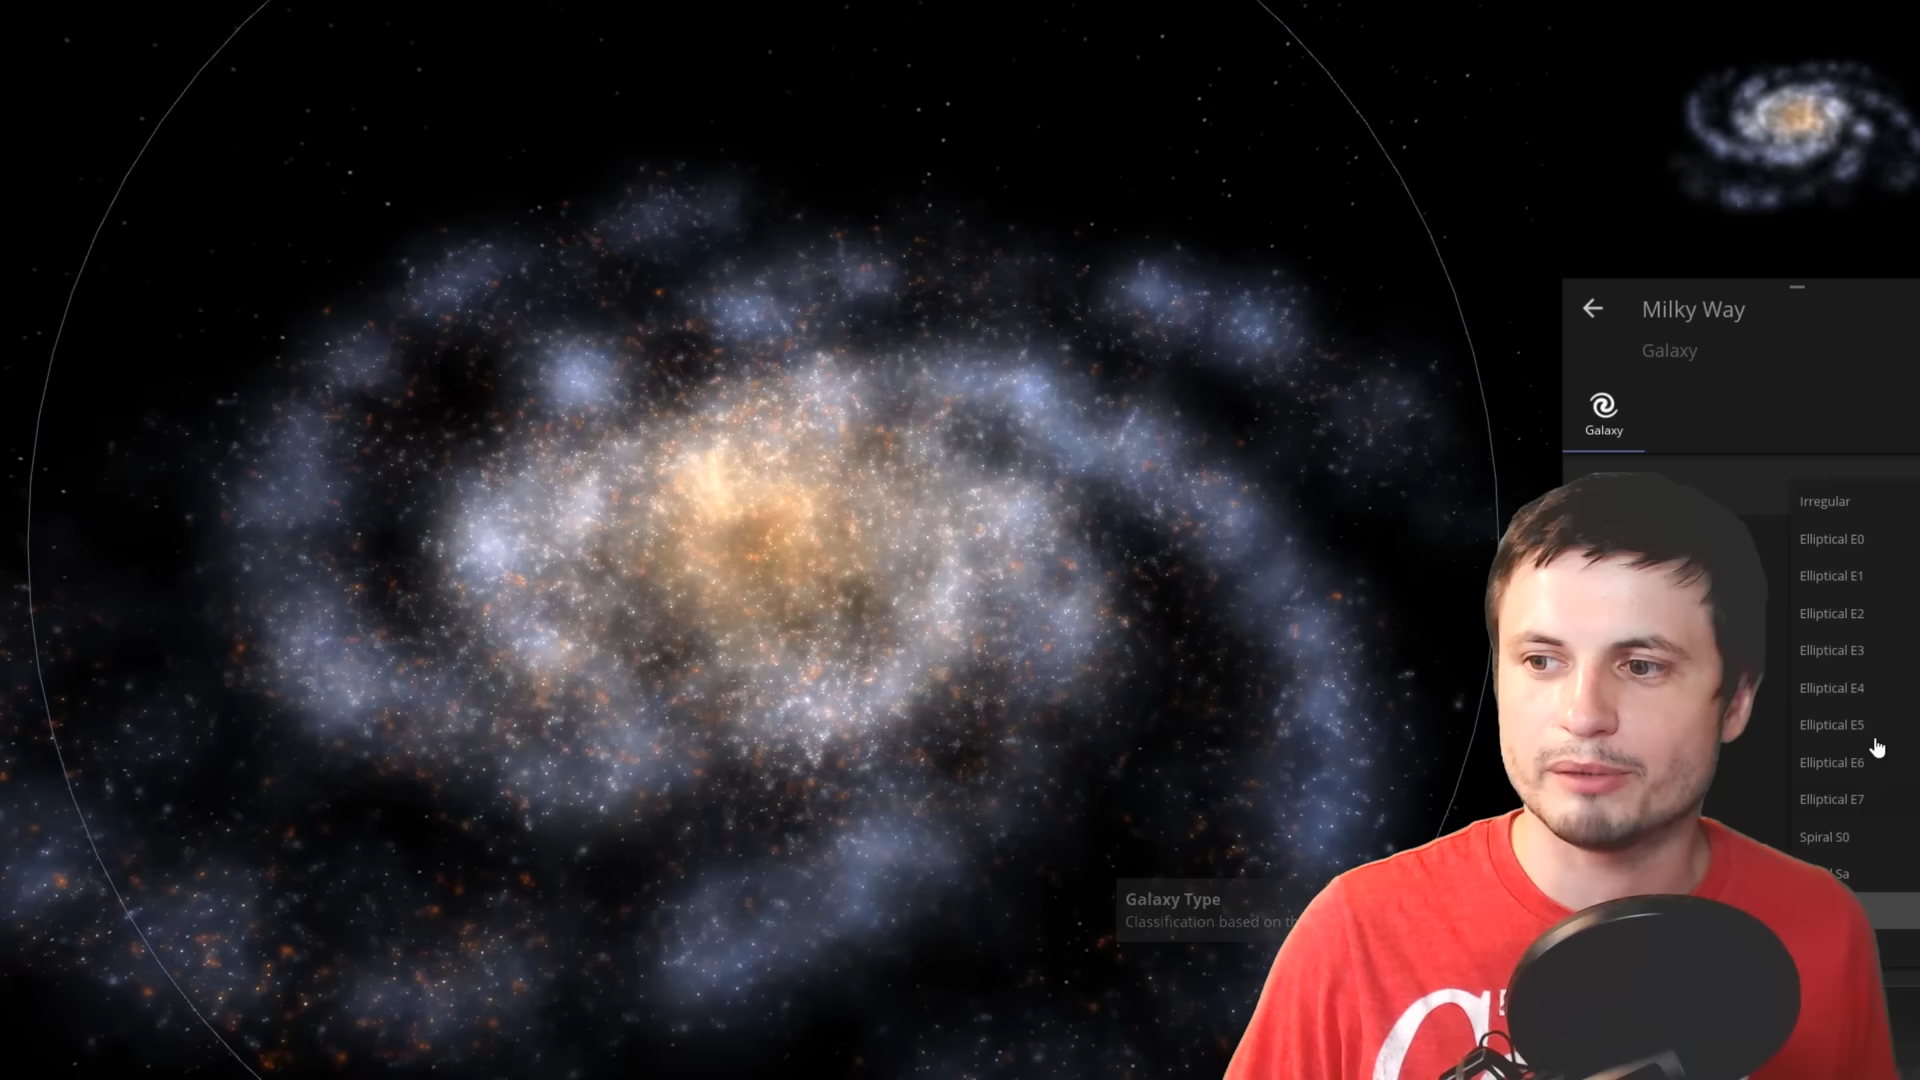 Milky Way
Galaxy
Galaxy
Irregular
Elliptical E0
Elliptical E1
Elliptical E2
Elliptical E3
Elliptical E4
Elliptical E5
Elliptical E6
Elliptical E7
Spiral S0
Sa
Galaxy Type
Classification based on